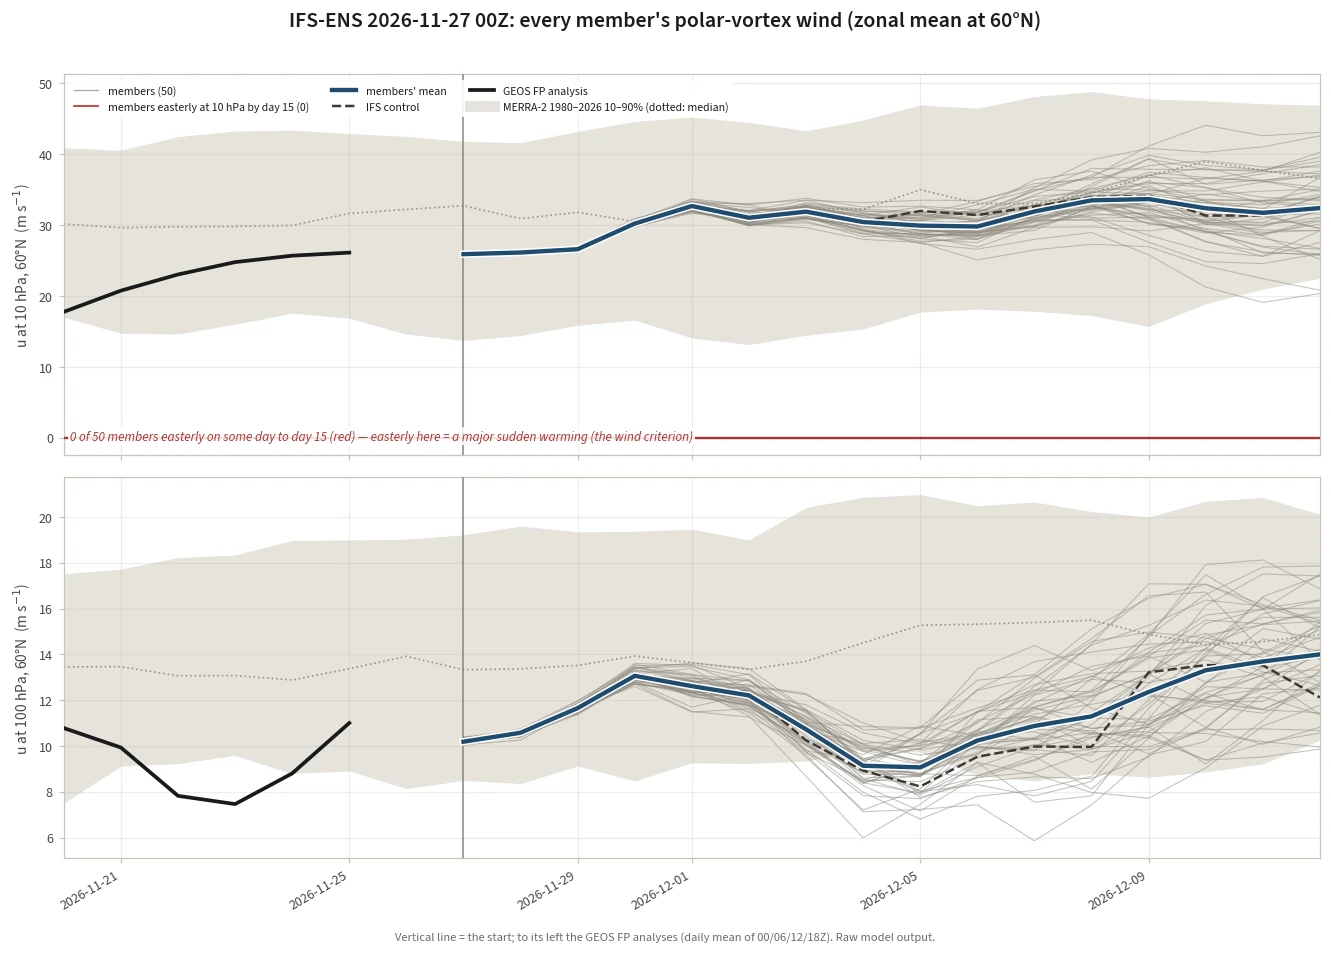 IFS-ENS 2026-11-27 00Z: every member's polar-vortex wind (zonal mean at 60°N)
members (50)
members easterly at 10 hPa by day 15 (0)
members' mean
IFS control
GEOS FP analysis
MERRA-2 1980–2026 10–90% (dotted: median)
u at 10 hPa, 60°N (m s⁻¹)
50
40
30
20
10
0
0 of 50 members easterly on some day to day 15 (red) — easterly here = a major sudden warming (the wind criterion)
u at 100 hPa, 60°N (m s⁻¹)
20
18
16
14
12
10
8
6
2026-11-21
2026-11-25
2026-11-29
2026-12-01
2026-12-05
2026-12-09
Vertical line = the start; to its left the GEOS FP analyses (daily mean of 00/06/12/18Z). Raw model output.